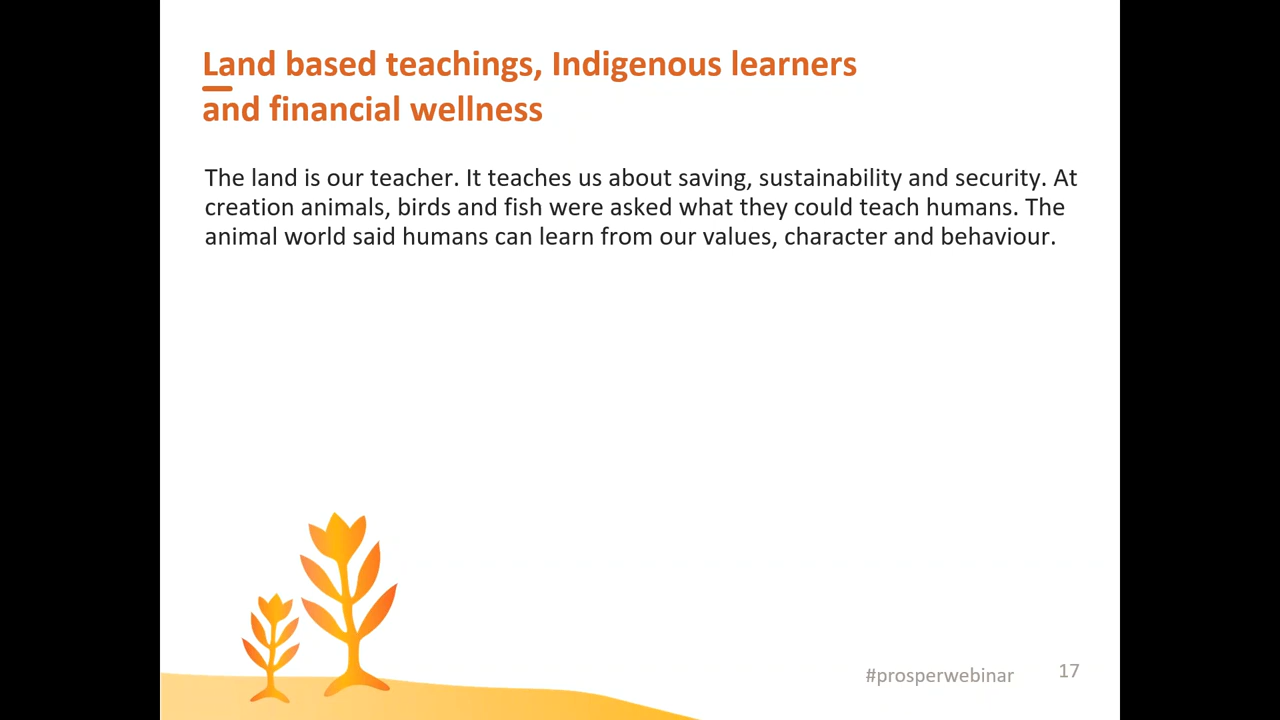 Land based teachings, Indigenous learners
and financial wellness
The land is our teacher. It teaches us about saving, sustainability and security. At
creation animals, birds and fish were asked what they could teach humans. The
animal world said humans can learn from our values, character and behaviour.
#prosperwebinar
17